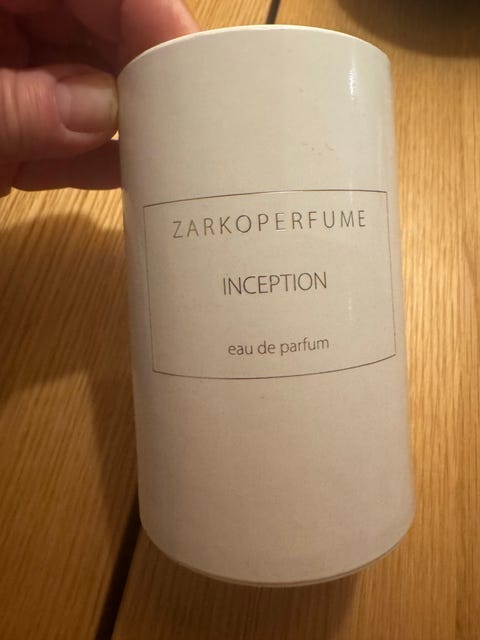 ZARKOPERFUME
INCEPTION
eau de parfum